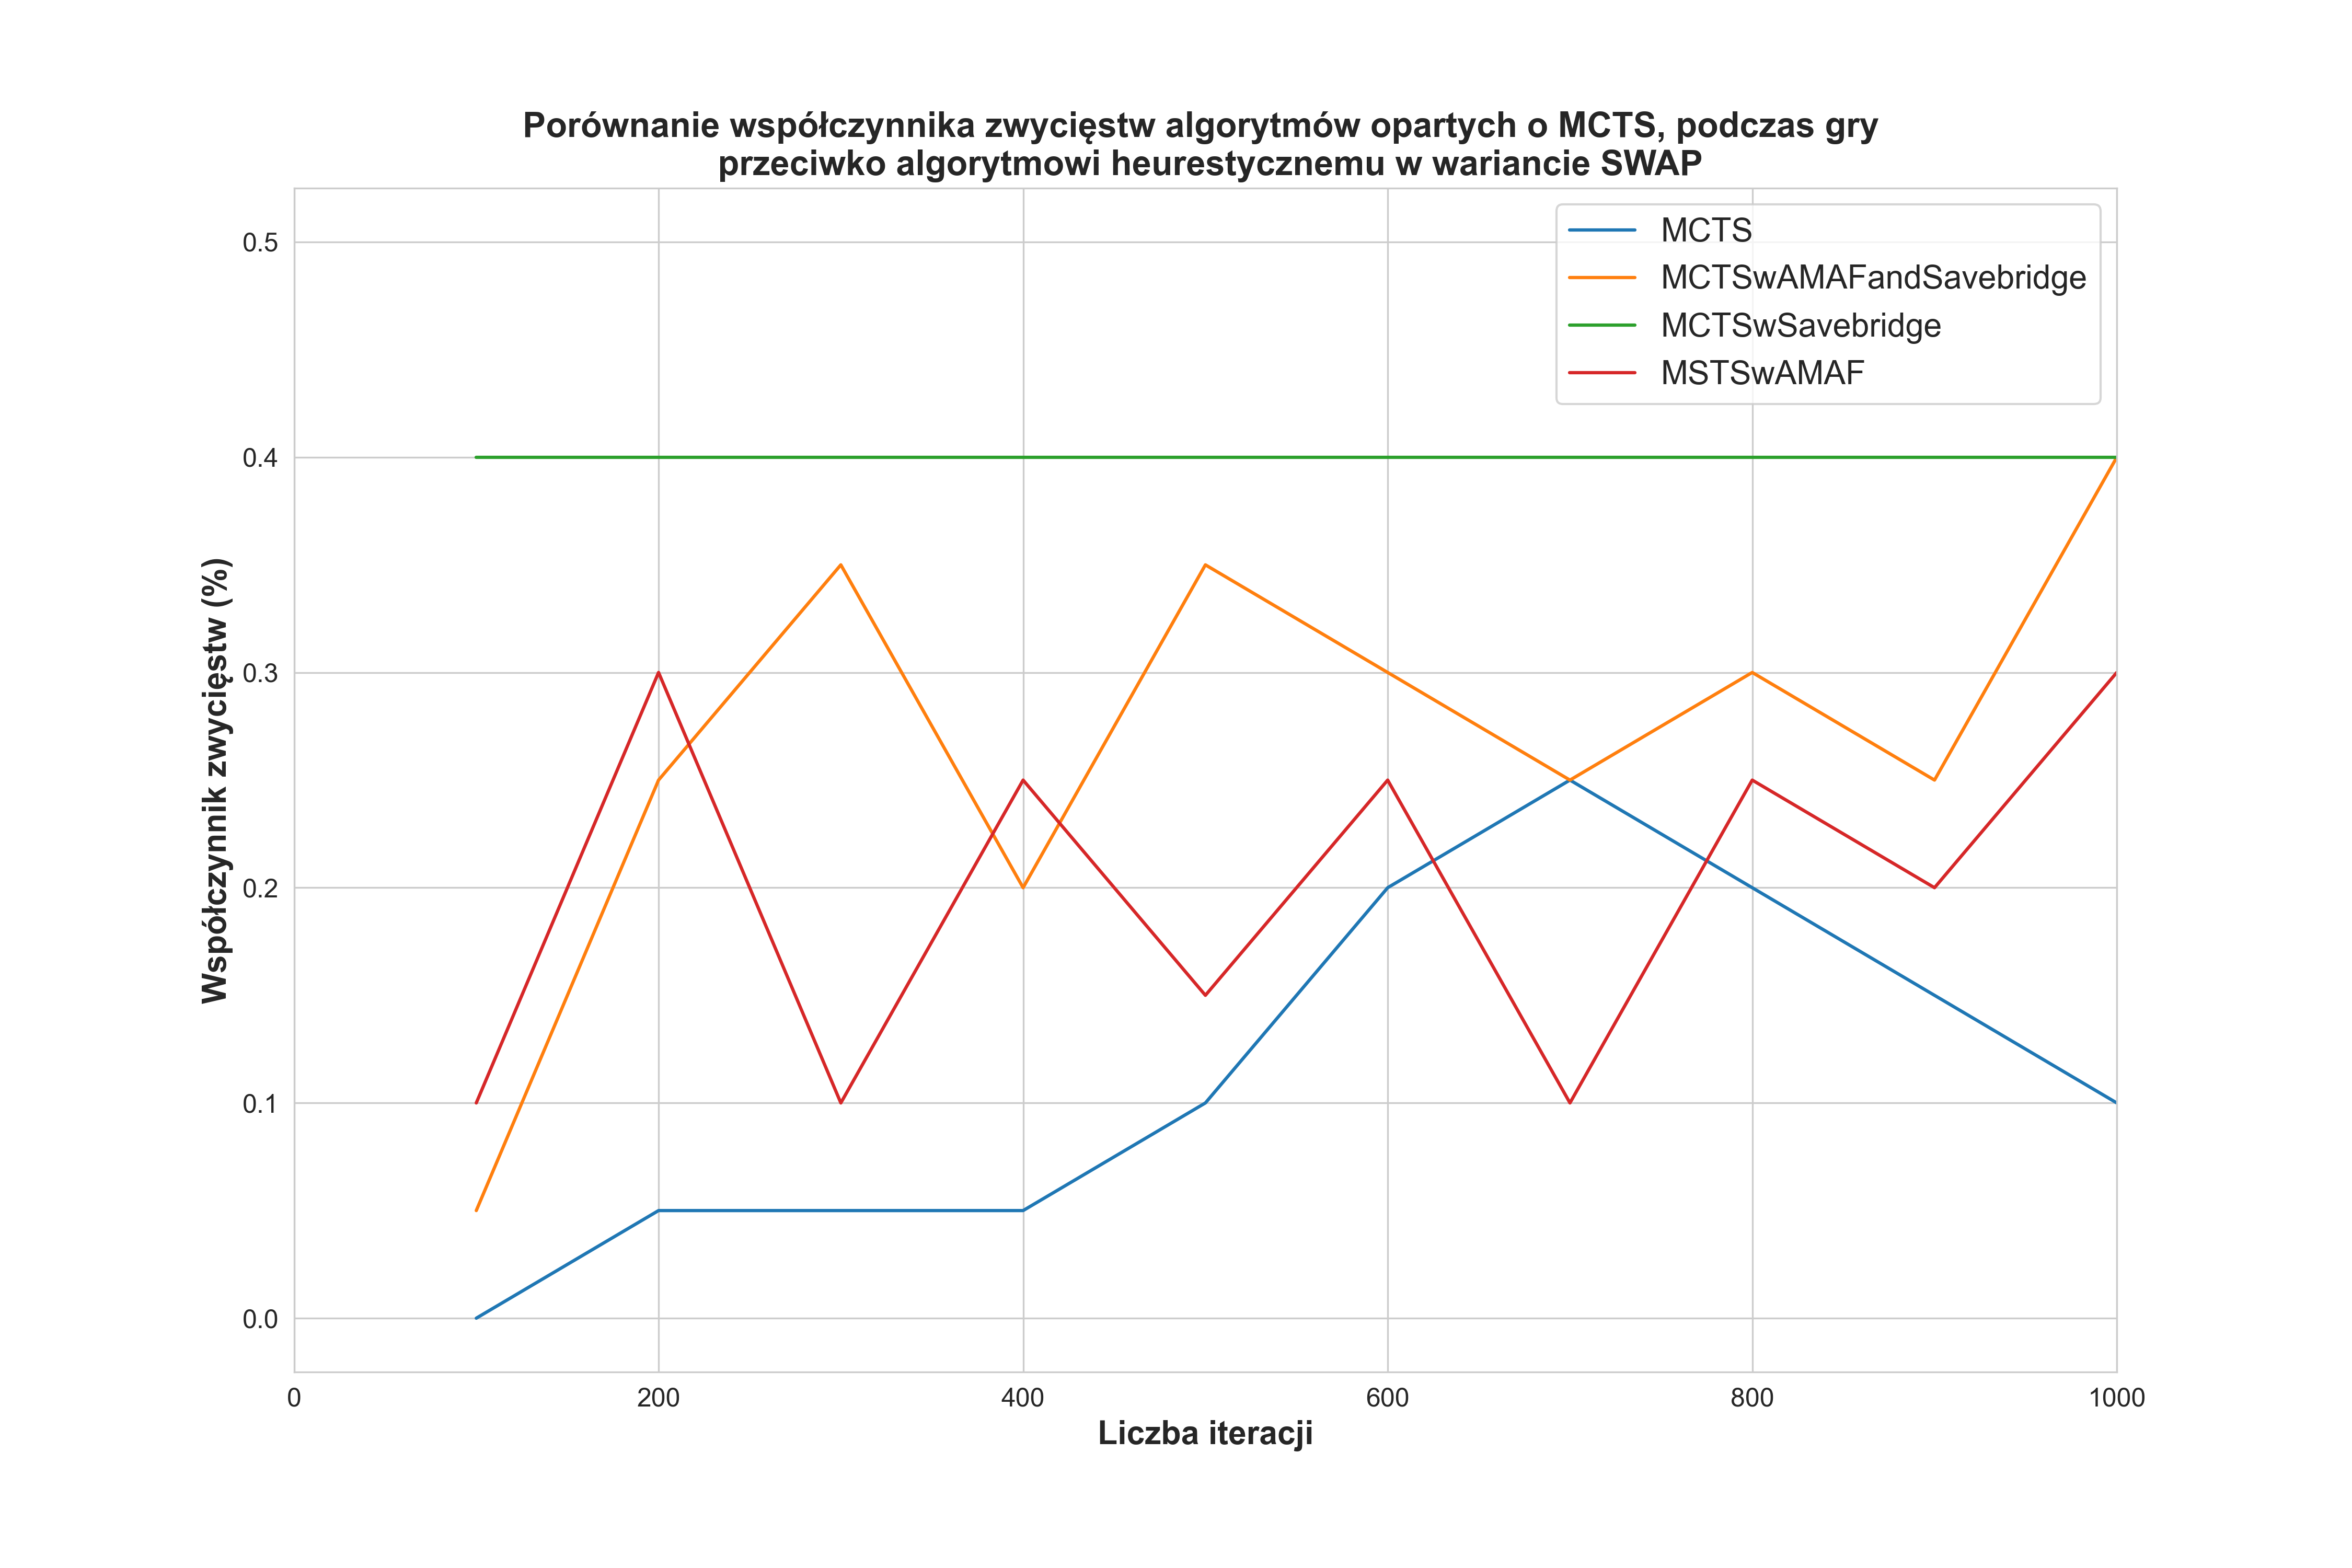 Porównanie współczynnika zwycięstw algorytmów opartych o MCTS, podczas gry
przeciwko algorytmowi heurestycznemu w wariancie SWAP
MCTS
MCTSwAMAFandSavebridge
MCTSwSavebridge
MSTSwAMAF
Współczynnik zwycięstw (%)
0.5
0.4
0.3
0.2
0.1
0.0
0 200 400 600 800 1000
Liczba iteracji